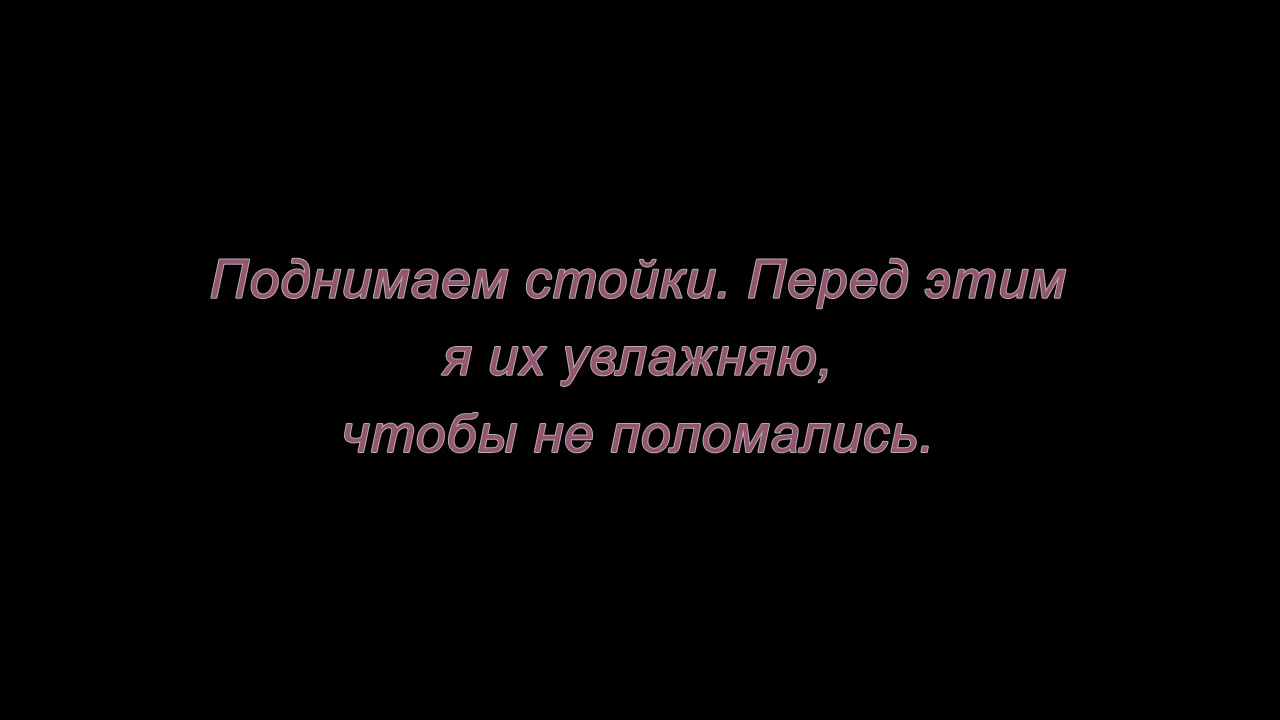 Поднимаем стойки. Перед этим
я их увлажняю,
чтобы не поломались.